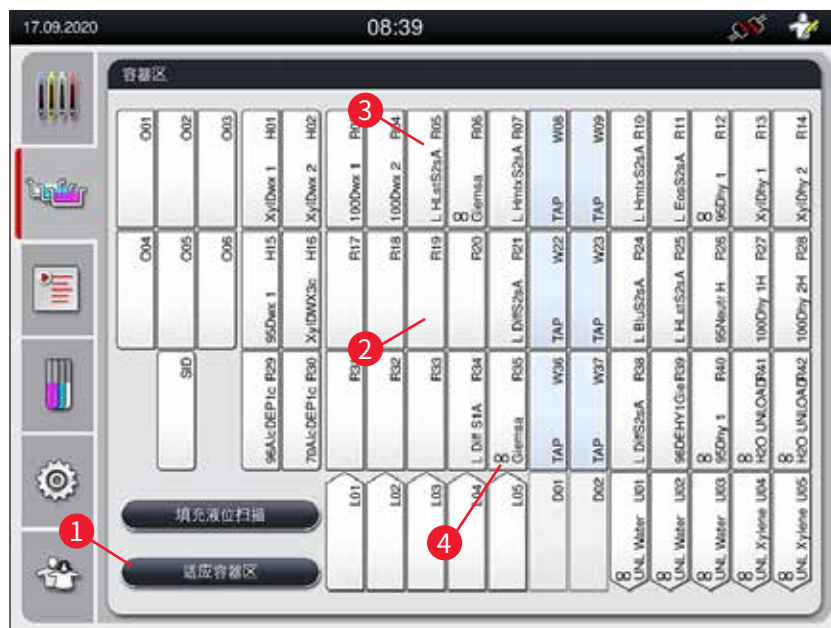 17.09.2020
08:39
容器区
O01
O02
O03
H01 XylDwx 1
H02 XylDwx 2
100Dwx 1
R04 100Dwx 2
3
R05 L HLstS2sA
R06 ∞ Giemsa
R07 L HmtxS2sA
W08 TAP
W09 TAP
R10 L HmtxS2sA
R11 L EosS2sA
R12 ∞ 95Dhy 1
R13 XylDhy 1
R14 XylDhy 2
O04
O05
O06
H15 95Dwx 1
H16 XylDWX3c
R17
R18
R19
2
R20
R21 L DiffS2sA
W22 TAP
W23 TAP
R24 L BluS2sA
R25 L HLstS2sA
R26 95Neutr H
R27 100Dhy 1H
R28 100Dhy 2H
SID
R29 96AlcDEP1c
R30 70AlcDEP1c
R32
R33
R34 L Diff S1A
R35 ∞ Giemsa
W36 TAP
W37 TAP
R38 L DiffS2sA
R39 96DEHY1Gie
R40 ∞ 95Dhy 1
R41 ∞ H2O UNLOAD
R42 ∞ H2O UNLOAD
填充液位扫描
1
适应容器区
L01
L02
L03
L04
4
L05
D01
D02
U01 ∞ UNL Water
U02 ∞ UNL Water
U03 ∞ UNL Water
U04 ∞ UNL Xylene
U05 ∞ UNL Xylene